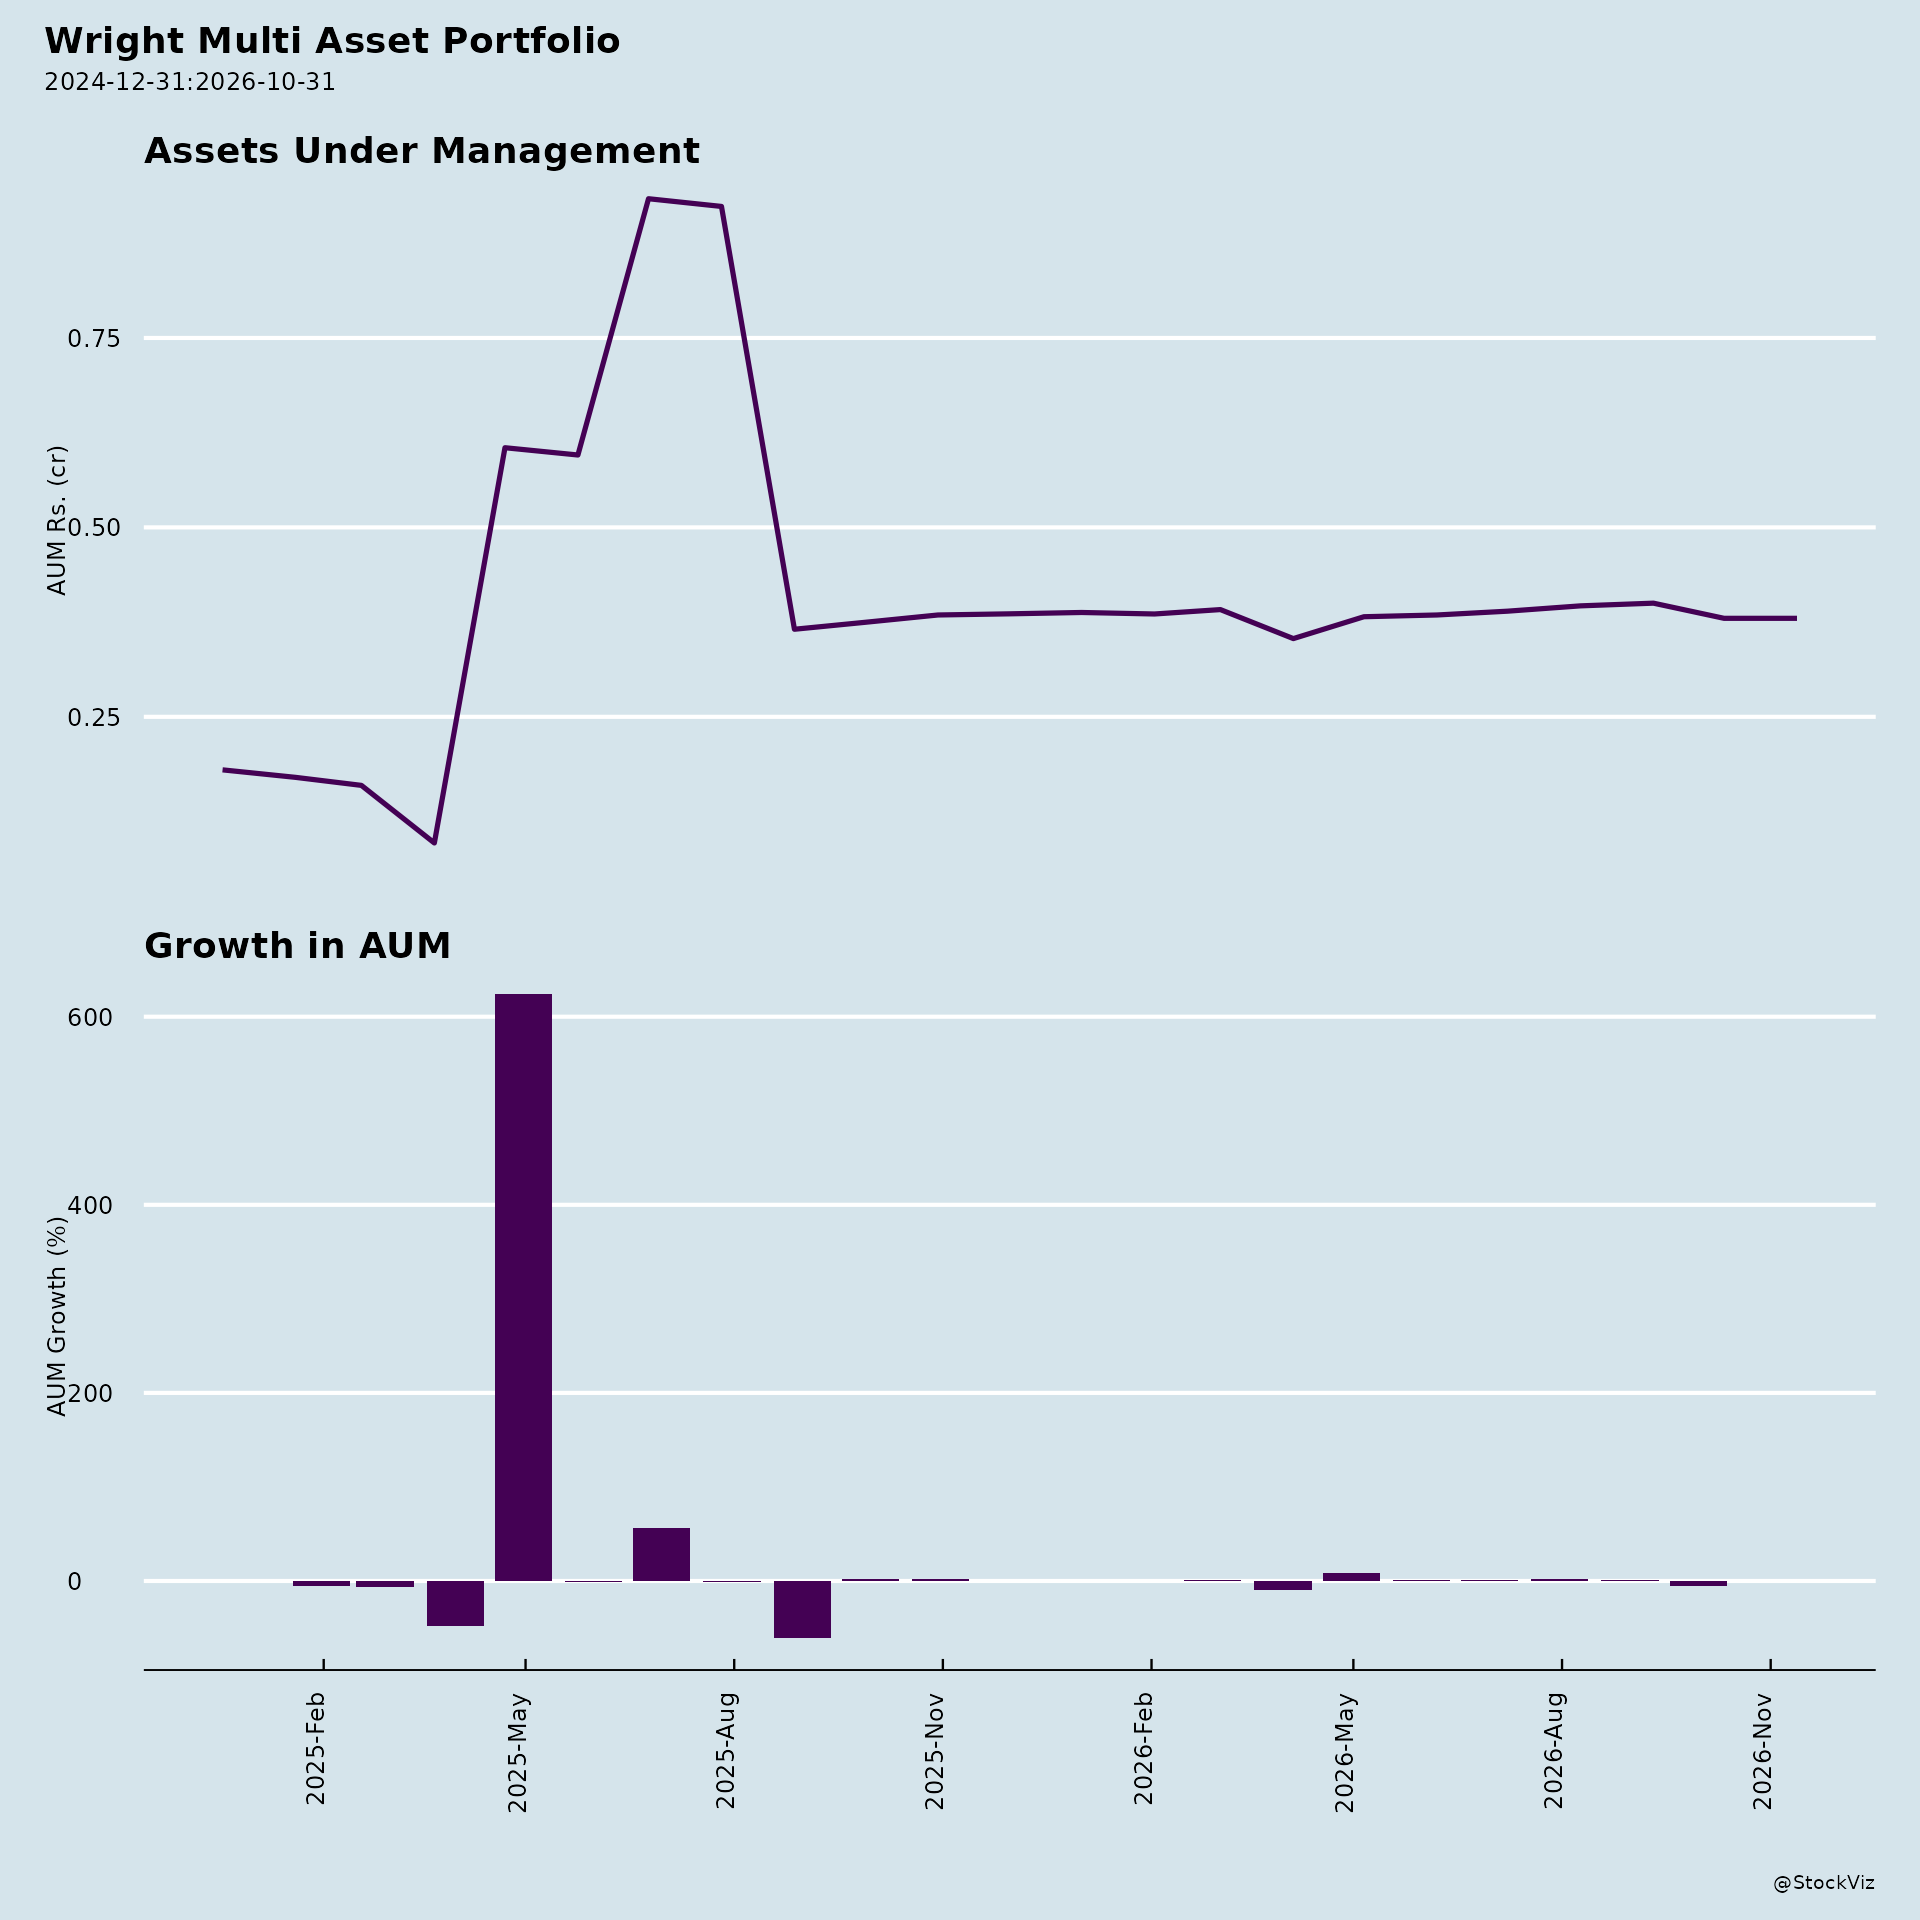 Wright Multi Asset Portfolio
2024-12-31:2026-10-31
Assets Under Management
AUM Rs. (cr)
0.75
0.50
0.25
Growth in AUM
AUM Growth (%)
600
400
200
0
2025-Feb
2025-May
2025-Aug
2025-Nov
2026-Feb
2026-May
2026-Aug
2026-Nov
@StockViz